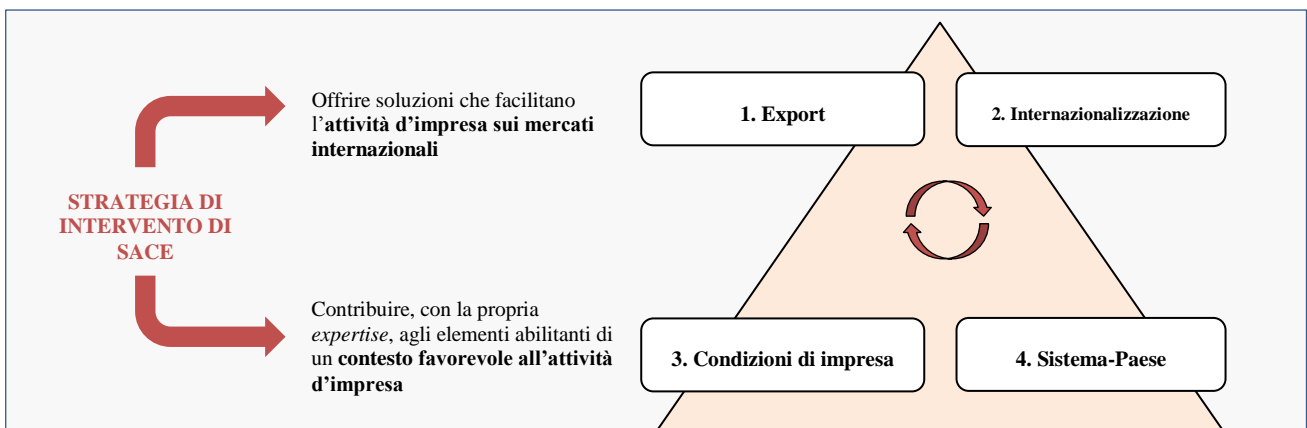 Offrire soluzioni che facilitano
l’attività d’impresa sui mercati
internazionali
1. Export
2. Internazionalizzazione
STRATEGIA DI
INTERVENTO DI
SACE
Contribuire, con la propria
expertise, agli elementi abilitanti di
un contesto favorevole all’attività
d’impresa
3. Condizioni di impresa
4. Sistema-Paese